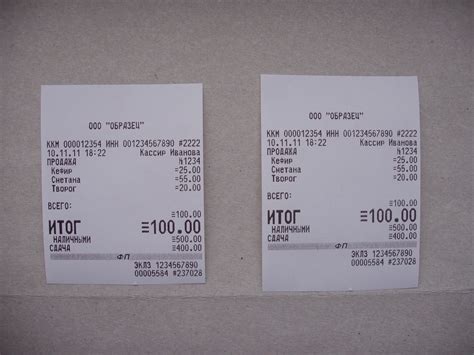 ООО "ОБРАЗЕЦ"
ККМ 000012354 ИНН 001234567890 #2222
10.11.11 18:22 Кассир Иванова
ПРОДАЖА №1234
Кефир =25.00
Сметана =55.00
Творог =20.00
ВСЕГО:
≡100.00
ИТОГ ≡100.00
НАЛИЧНЫМИ ≡500.00
СДАЧА ≡400.00
ФП
ЭКЛЗ 1234567890
00005584 #237028
ООО "ОБРАЗЕЦ"
ККМ 000012354 ИНН 001234567890 #2222
10.11.11 18:22 Кассир Иванова
ПРОДАЖА №1234
Кефир =25.00
Сметана =55.00
Творог =20.00
ВСЕГО:
≡100.00
ИТОГ ≡100.00
НАЛИЧНЫМИ ≡500.00
СДАЧА ≡400.00
ФП
ЭКЛЗ 1234567890
00005584 #237028